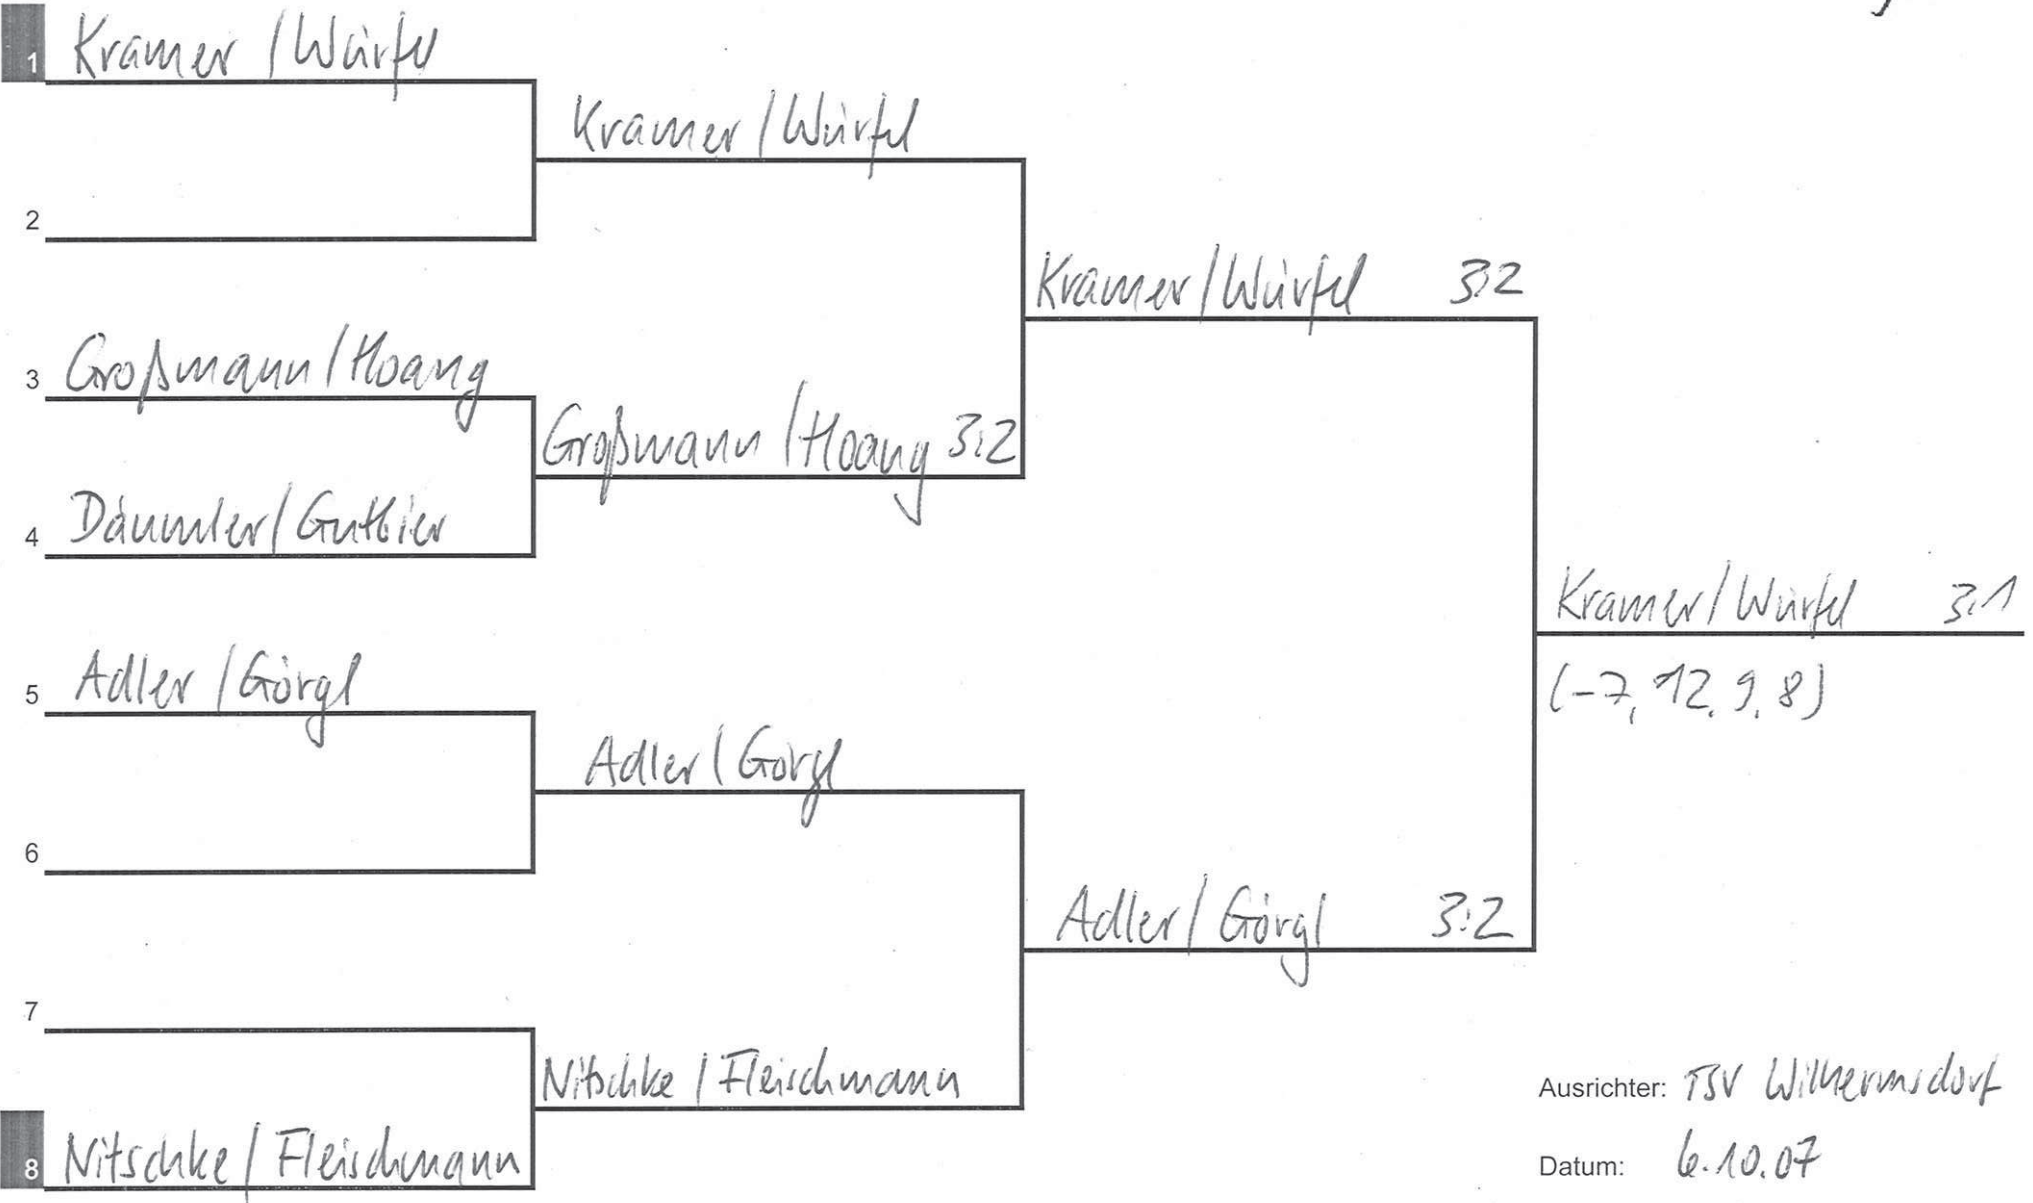 1 Kramer / Würfel
Kramer / Würfel
2
Kramer / Würfel 3:2
3 Großmann / Hoang
Großmann / Hoang 3:2
4 Däumler / Guthier
Kramer / Würfel 3:1
(-7, 12, 9, 8)
5 Adler / Görgl
Adler / Görgl
6
Adler / Görgl 3:2
7
Nitschke / Fleischmann
8 Nitschke / Fleischmann
Ausrichter: TSV Wilhermsdorf
Datum: 6.10.07